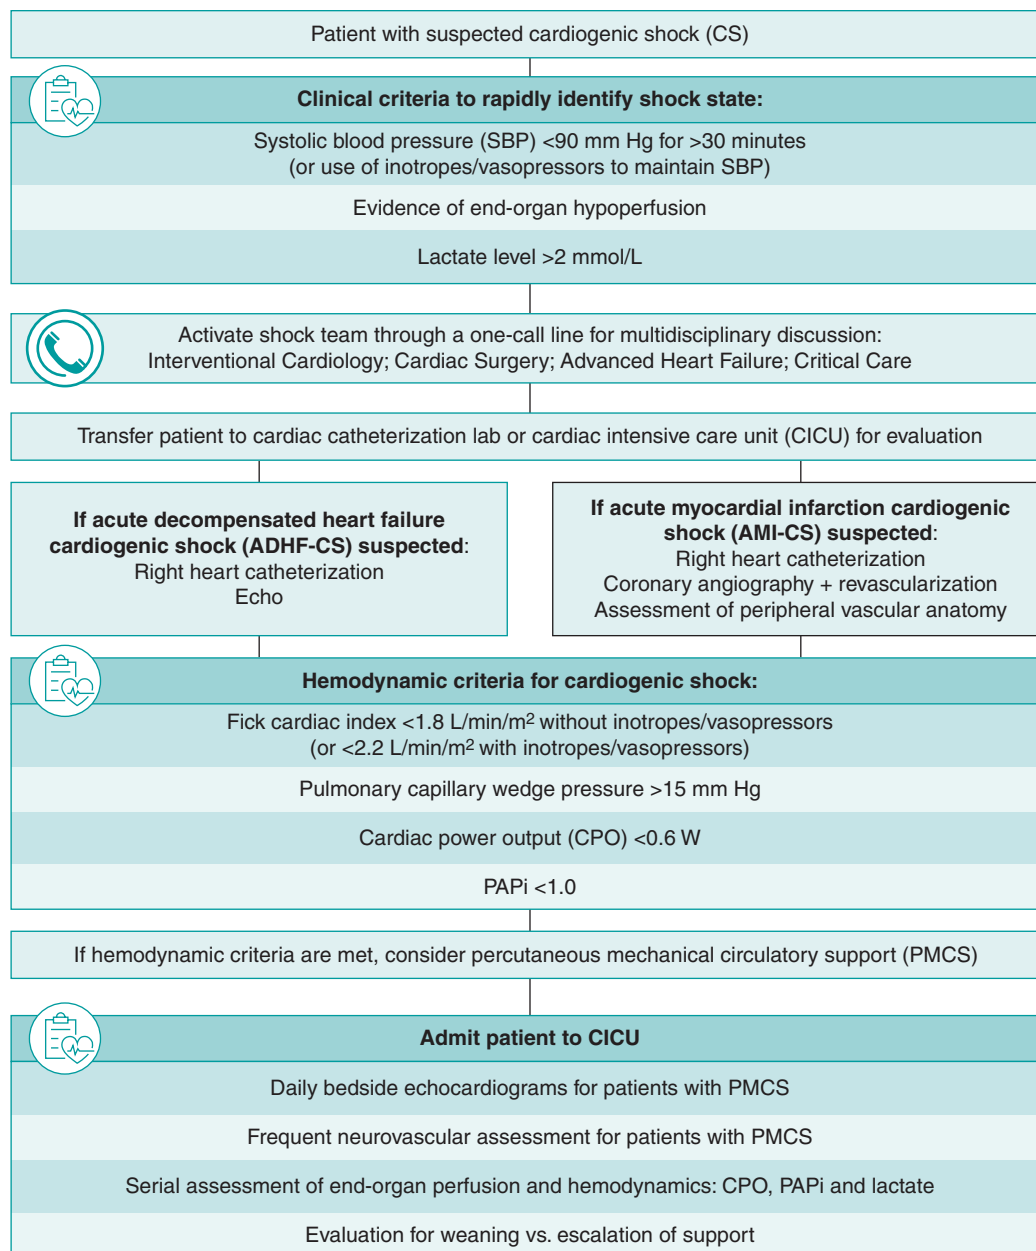 Patient with suspected cardiogenic shock (CS)
Clinical criteria to rapidly identify shock state:
Systolic blood pressure (SBP) <90 mm Hg for >30 minutes
(or use of inotropes/vasopressors to maintain SBP)
Evidence of end-organ hypoperfusion
Lactate level >2 mmol/L
Activate shock team through a one-call line for multidisciplinary discussion:
Interventional Cardiology; Cardiac Surgery; Advanced Heart Failure; Critical Care
Transfer patient to cardiac catheterization lab or cardiac intensive care unit (CICU) for evaluation
If acute decompensated heart failure
cardiogenic shock (ADHF-CS) suspected:
Right heart catheterization
Echo
If acute myocardial infarction cardiogenic
shock (AMI-CS) suspected:
Right heart catheterization
Coronary angiography + revascularization
Assessment of peripheral vascular anatomy
Hemodynamic criteria for cardiogenic shock:
Fick cardiac index <1.8 L/min/m² without inotropes/vasopressors
(or <2.2 L/min/m² with inotropes/vasopressors)
Pulmonary capillary wedge pressure >15 mm Hg
Cardiac power output (CPO) <0.6 W
PAPi <1.0
If hemodynamic criteria are met, consider percutaneous mechanical circulatory support (PMCS)
Admit patient to CICU
Daily bedside echocardiograms for patients with PMCS
Frequent neurovascular assessment for patients with PMCS
Serial assessment of end-organ perfusion and hemodynamics: CPO, PAPi and lactate
Evaluation for weaning vs. escalation of support